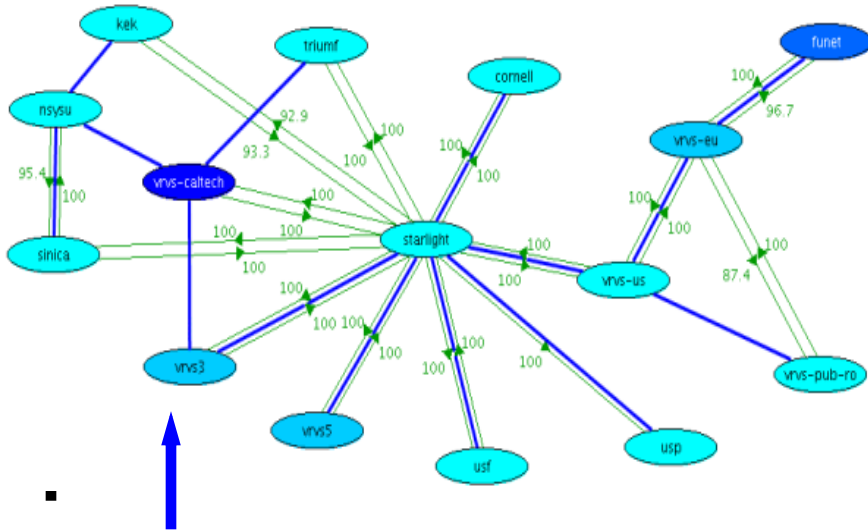 kek
triumf
funet
cornell
100
96.7
nsysu
92.9
100
vrvs-eu
93.3
100
100
95.4
100
vrvs-caltech
100
100
100
100
100
starlight
100
100
sinica
100
100
vrvs-us
87.4
100
100
100
100
100
100
100
100
100
vrvs3
vrvs-pub-ro
vrvs5
usf
usp